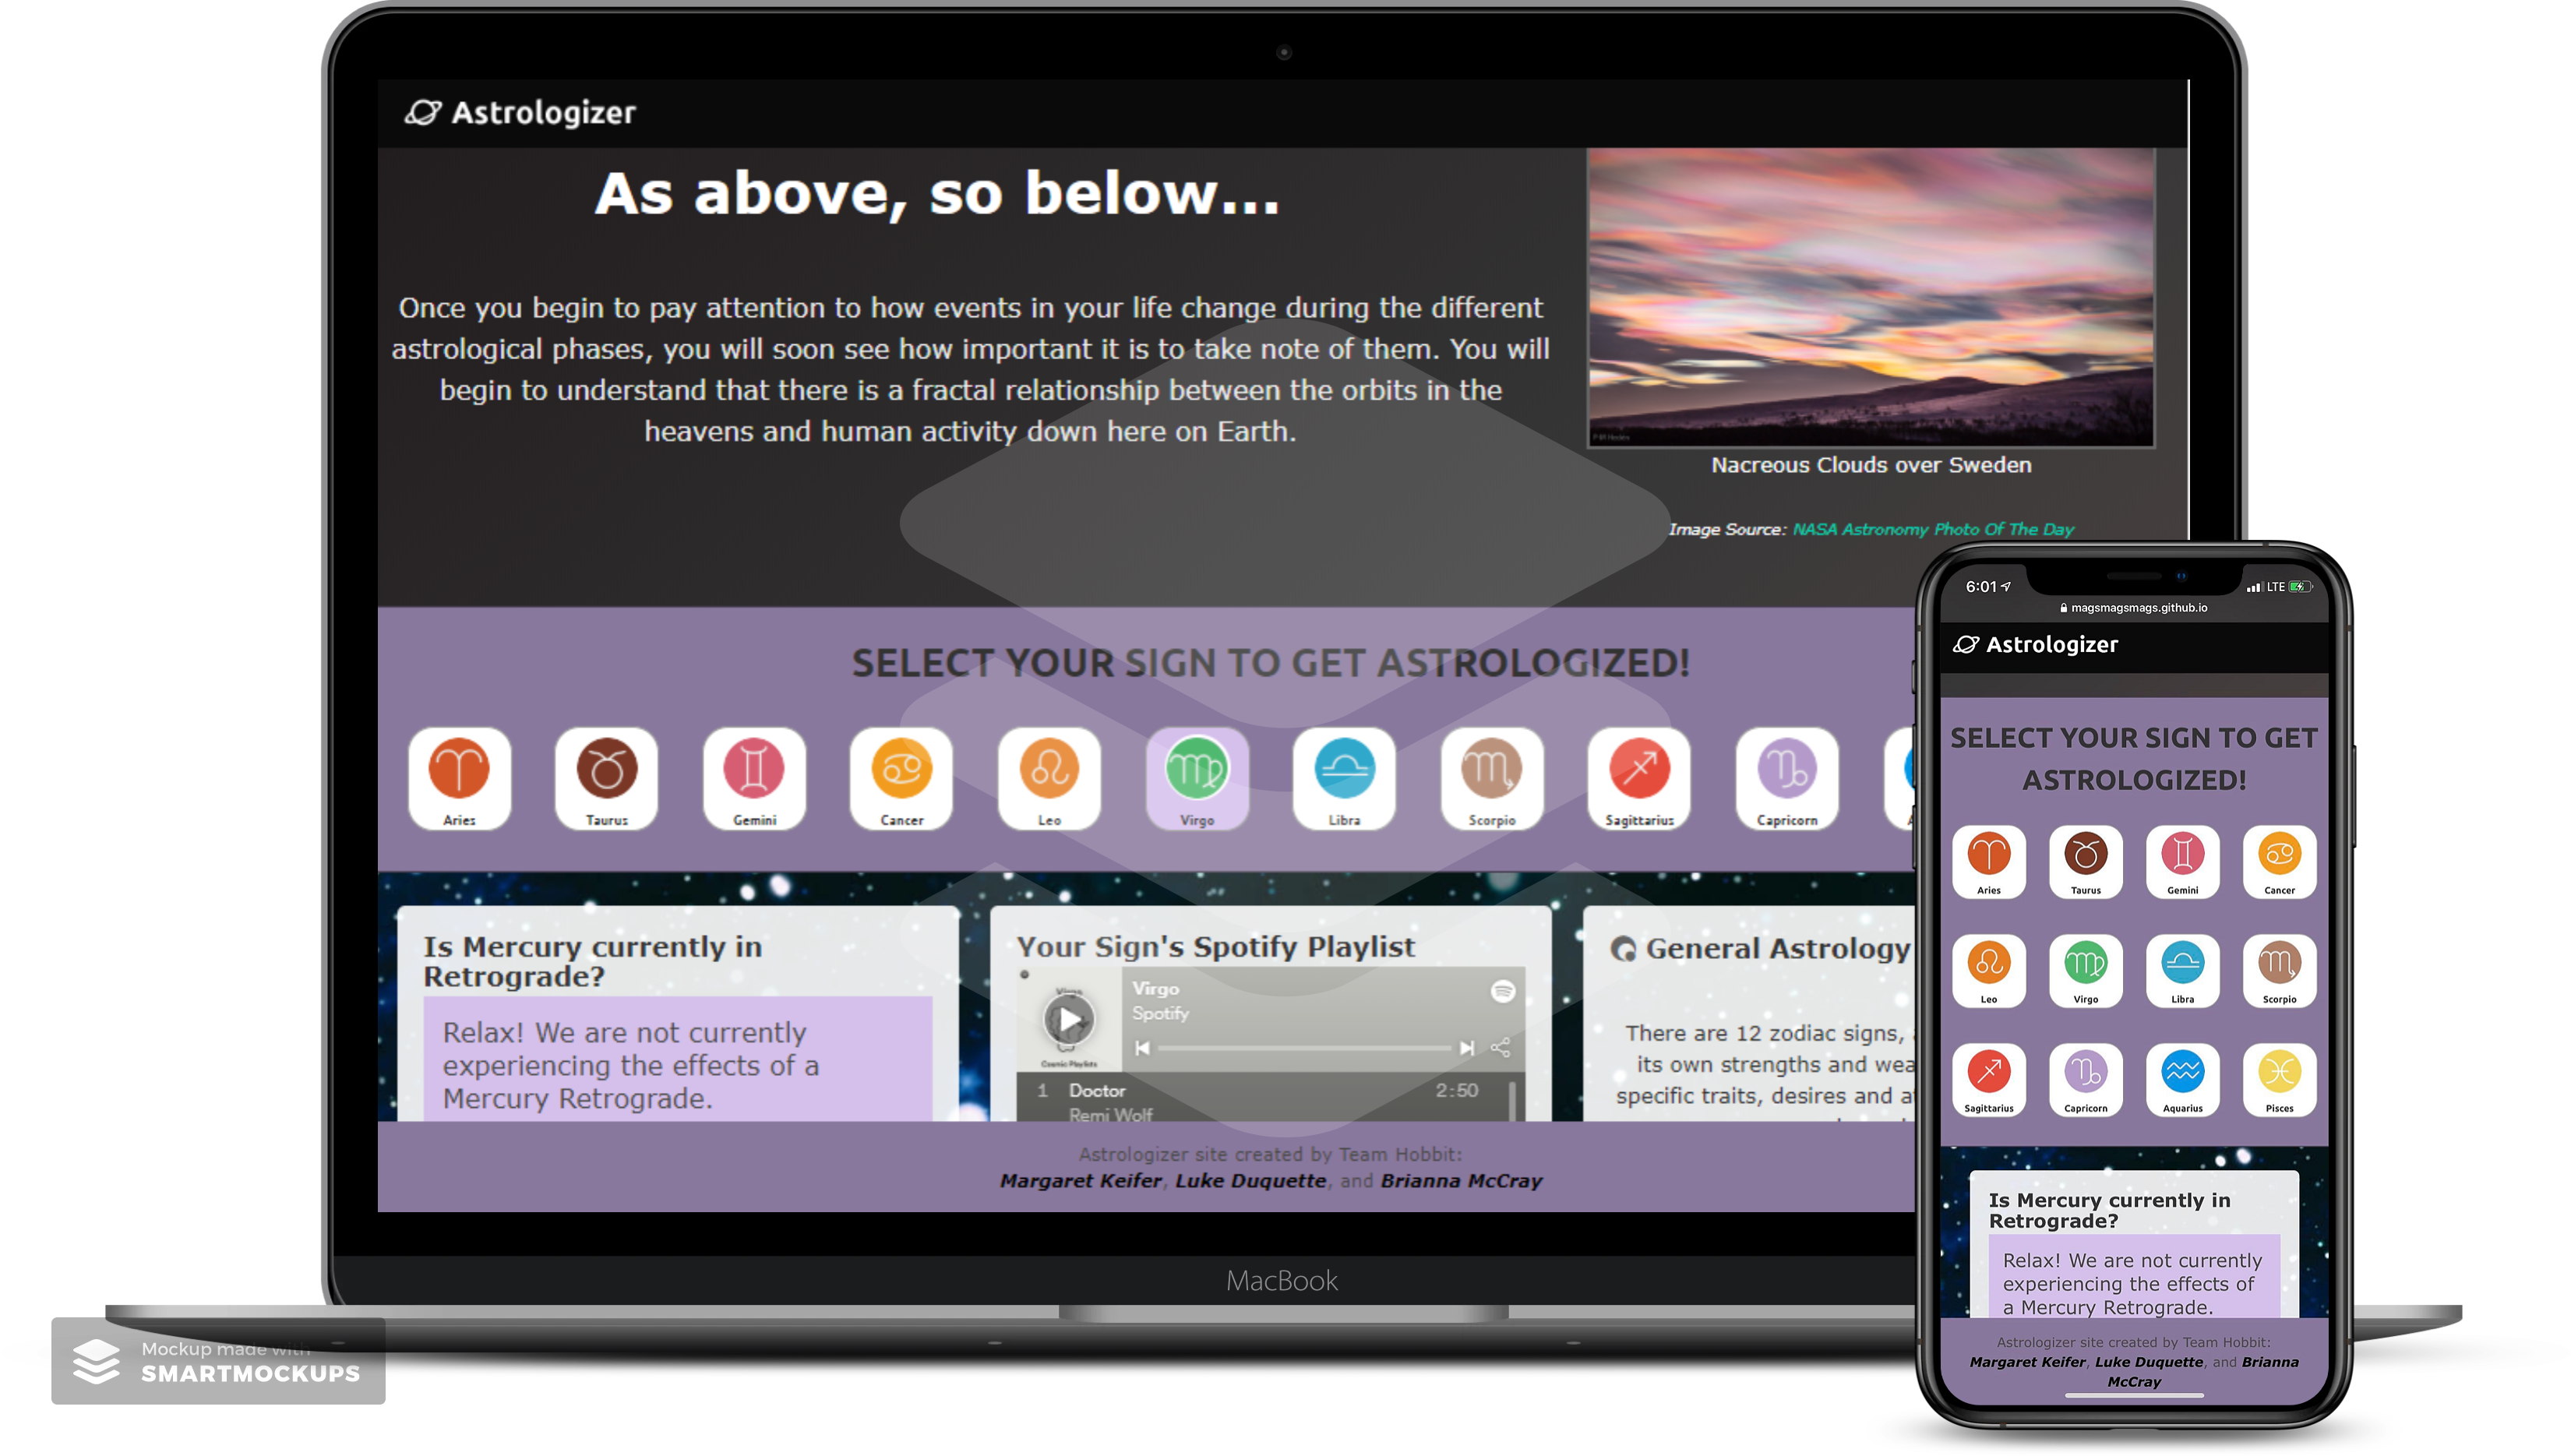 Astrologizer
As above, so below...
Once you begin to pay attention to how events in your life change during the different
astrological phases, you will soon see how important it is to take note of them. You will
begin to understand that there is a fractal relationship between the orbits in the
heavens and human activity down here on Earth.
Nacreous Clouds over Sweden
Image Source: NASA Astronomy Photo Of The Day
SELECT YOUR SIGN TO GET ASTROLOGIZED!
Aries
Taurus
Gemini
Cancer
Leo
Virgo
Libra
Scorpio
Sagittarius
Capricorn
Is Mercury currently in
Retrograde?
Relax! We are not currently
experiencing the effects of a
Mercury Retrograde.
Your Sign's Spotify Playlist
Virgo
Spotify
Cosmic Playlists
1 Doctor 2:50
Remi Wolf
General Astrology
There are 12 zodiac signs,
its own strengths and wea
specific traits, desires and a
Astrologizer site created by Team Hobbit:
Margaret Keifer, Luke Duquette, and Brianna McCray
MacBook
6:01 LTE
magsmagsmags.github.io
Astrologizer
SELECT YOUR SIGN TO GET
ASTROLOGIZED!
Aries
Taurus
Gemini
Cancer
Leo
Virgo
Libra
Scorpio
Sagittarius
Capricorn
Aquarius
Pisces
Is Mercury currently in
Retrograde?
Relax! We are not currently
experiencing the effects of
a Mercury Retrograde.
Astrologizer site created by Team Hobbit:
Margaret Keifer, Luke Duquette, and Brianna
McCray
Mockup made with
SMARTMOCKUPS